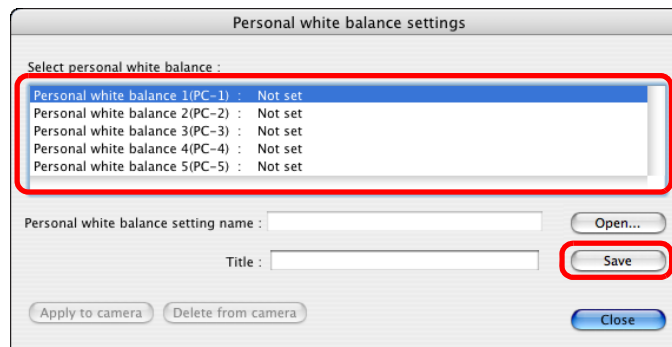 Personal white balance settings
Select personal white balance :
Personal white balance 1(PC-1) : Not set
Personal white balance 2(PC-2) : Not set
Personal white balance 3(PC-3) : Not set
Personal white balance 4(PC-4) : Not set
Personal white balance 5(PC-5) : Not set
Personal white balance setting name : Open...
Title : Save
Apply to camera Delete from camera Close